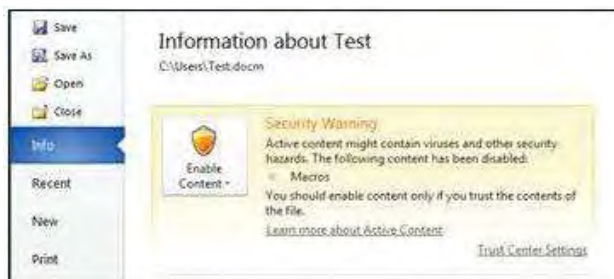 Save
Save As
Open
Close
Info
Recent
New
Print
Information about Test
C:\Users\Test.docm
Enable
Content
Security Warning
Active content might contain viruses and other security
hazards. The following content has been disabled:
Macros
You should enable content only if you trust the contents of
the file.
Learn more about Active Content
Trust Center Settings